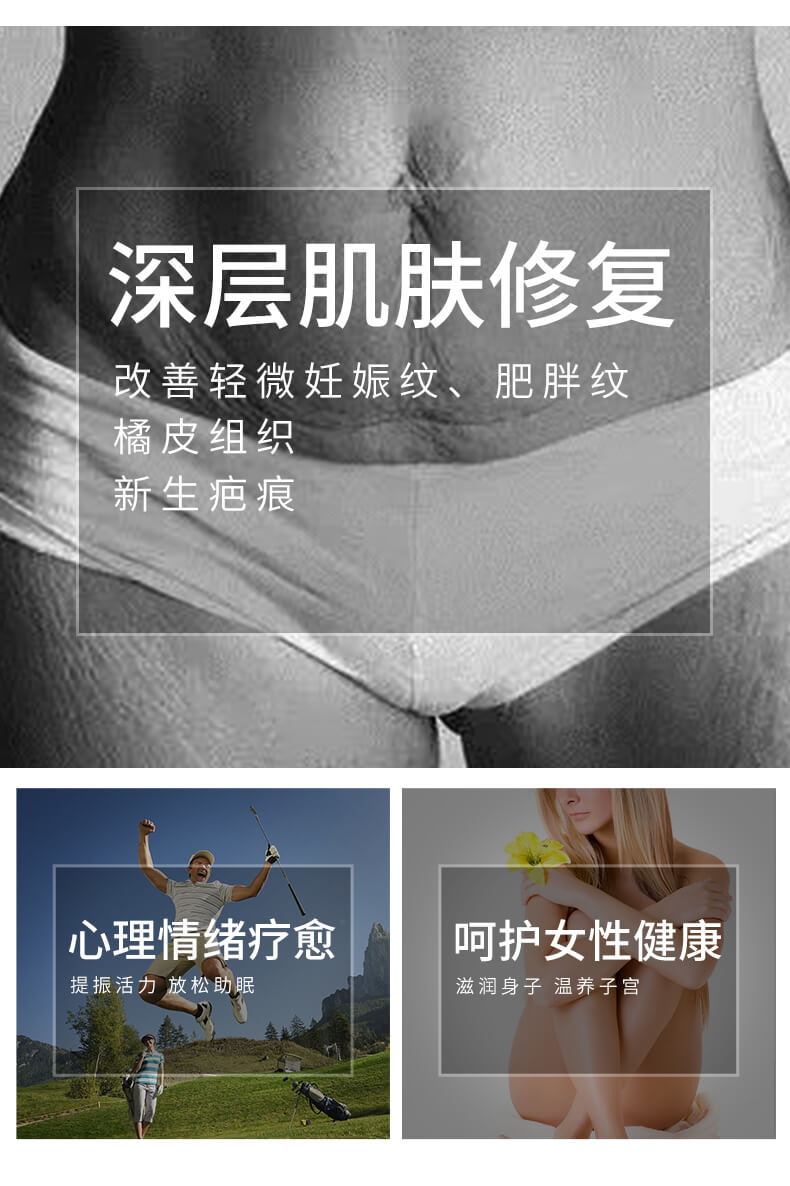 深层肌肤修复
改善轻微妊娠纹、肥胖纹
橘皮组织
新生疤痕
心理情绪疗愈
提振活力 放松助眠
呵护女性健康
滋润身子 温养子宫